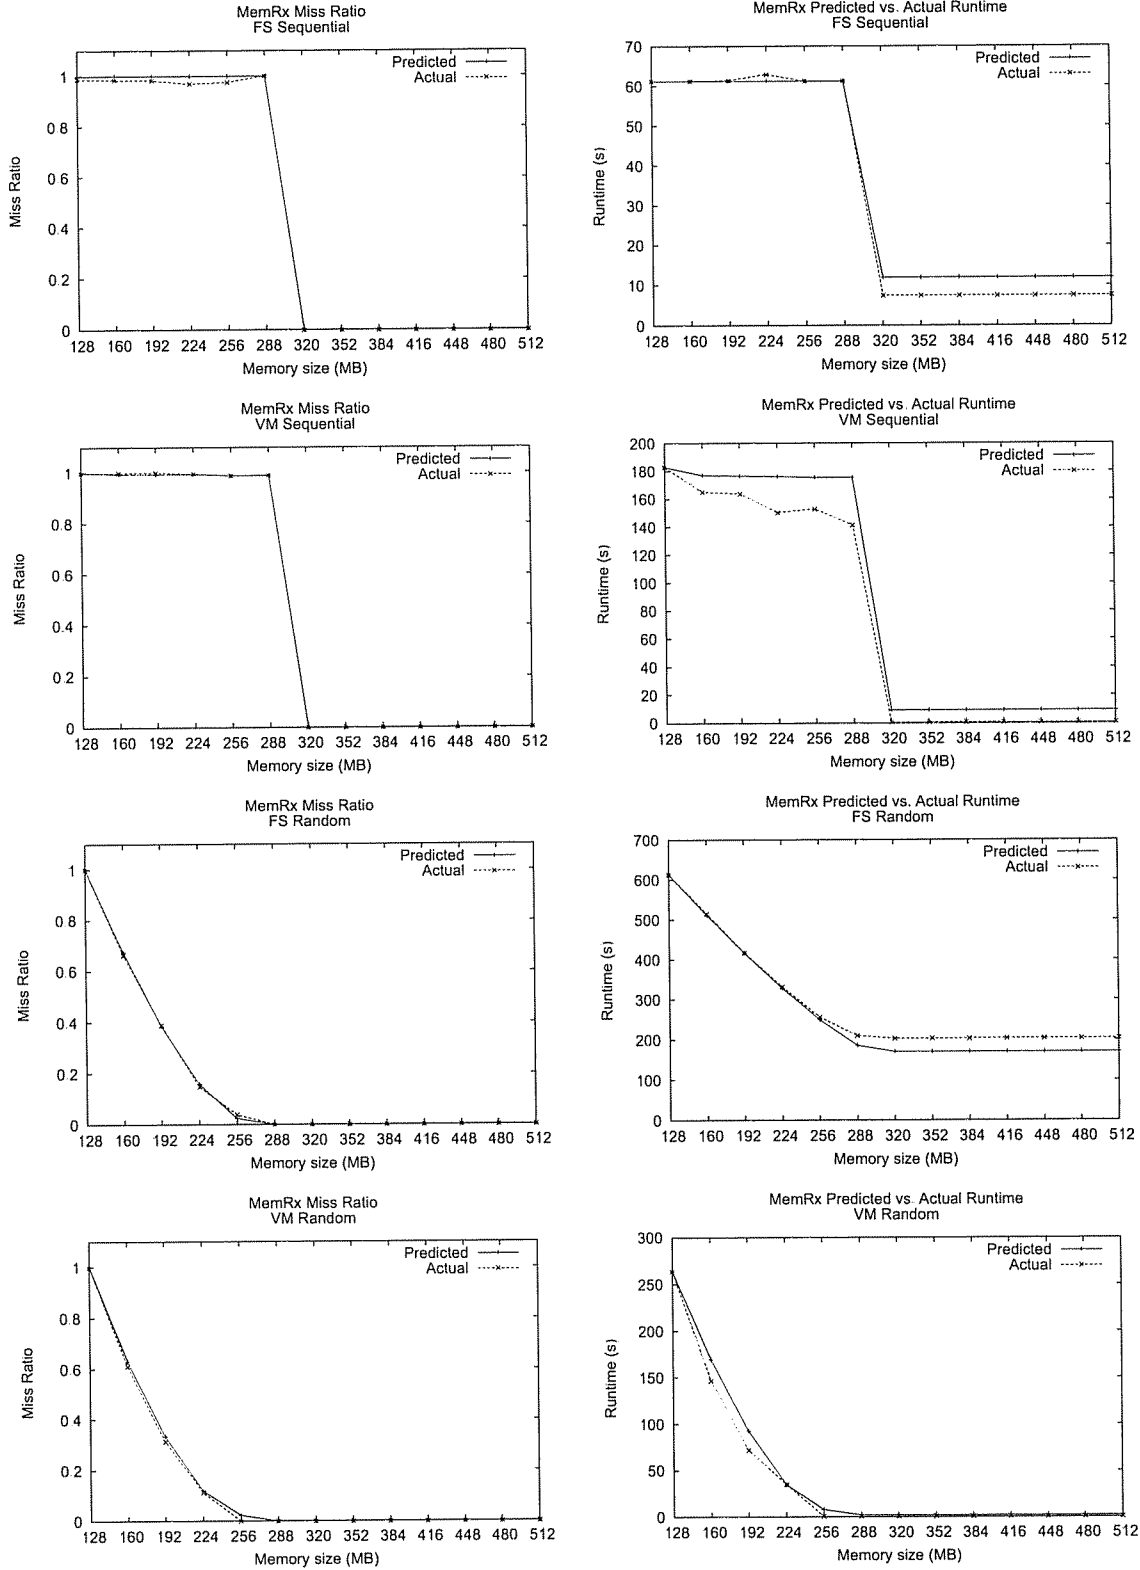 MemRx Miss Ratio
FS Sequential
Predicted
Actual
1
0.8
0.6
0.4
0.2
0
Miss Ratio
128 160 192 224 256 288 320 352 384 416 448 480 512
Memory size (MB)
MemRx Predicted vs. Actual Runtime
FS Sequential
Predicted
Actual
70
60
50
40
30
20
10
0
Runtime (s)
128 160 192 224 256 288 320 352 384 416 448 480 512
Memory size (MB)
MemRx Miss Ratio
VM Sequential
Predicted
Actual
1
0.8
0.6
0.4
0.2
0
Miss Ratio
128 160 192 224 256 288 320 352 384 416 448 480 512
Memory size (MB)
MemRx Predicted vs. Actual Runtime
VM Sequential
Predicted
Actual
200
180
160
140
120
100
80
60
40
20
0
Runtime (s)
128 160 192 224 256 288 320 352 384 416 448 480 512
Memory size (MB)
MemRx Miss Ratio
FS Random
Predicted
Actual
1
0.8
0.6
0.4
0.2
0
Miss Ratio
128 160 192 224 256 288 320 352 384 416 448 480 512
Memory size (MB)
MemRx Predicted vs. Actual Runtime
FS Random
Predicted
Actual
700
600
500
400
300
200
100
0
Runtime (s)
128 160 192 224 256 288 320 352 384 416 448 480 512
Memory size (MB)
MemRx Miss Ratio
VM Random
Predicted
Actual
1
0.8
0.6
0.4
0.2
0
Miss Ratio
128 160 192 224 256 288 320 352 384 416 448 480 512
Memory size (MB)
MemRx Predicted vs. Actual Runtime
VM Random
Predicted
Actual
300
250
200
150
100
50
0
Runtime (s)
128 160 192 224 256 288 320 352 384 416 448 480 512
Memory size (MB)